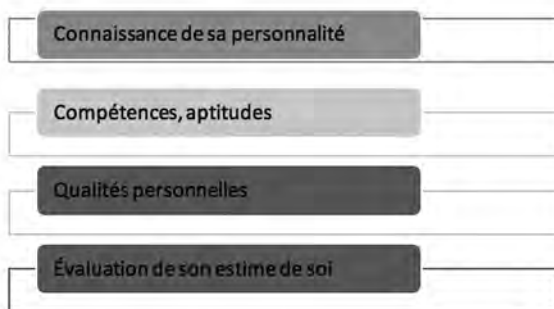 Connaissance de sa personnalité
Compétences, aptitudes
Qualités personnelles
Évaluation de son estime de soi